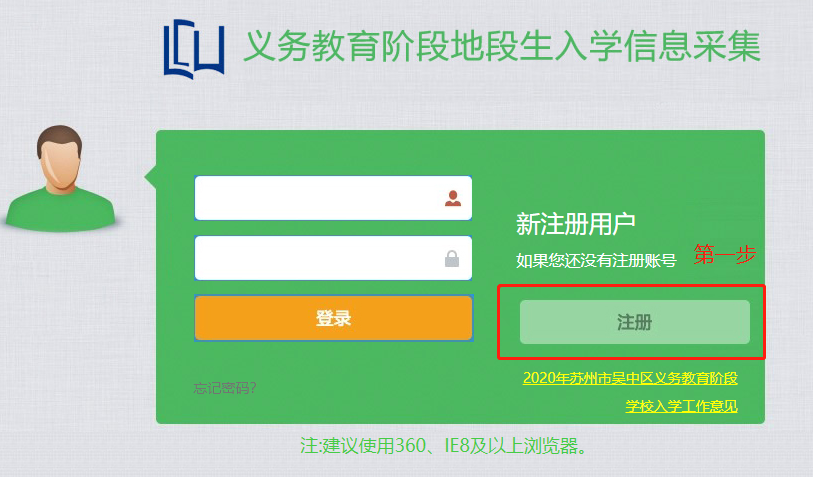 义务教育阶段地段生入学信息采集
新注册用户
如果您还没有注册账号
第一步
登录
注册
忘记密码?
2020年苏州市吴中区义务教育阶段
学校入学工作意见
注:建议使用360、IE8及以上浏览器。